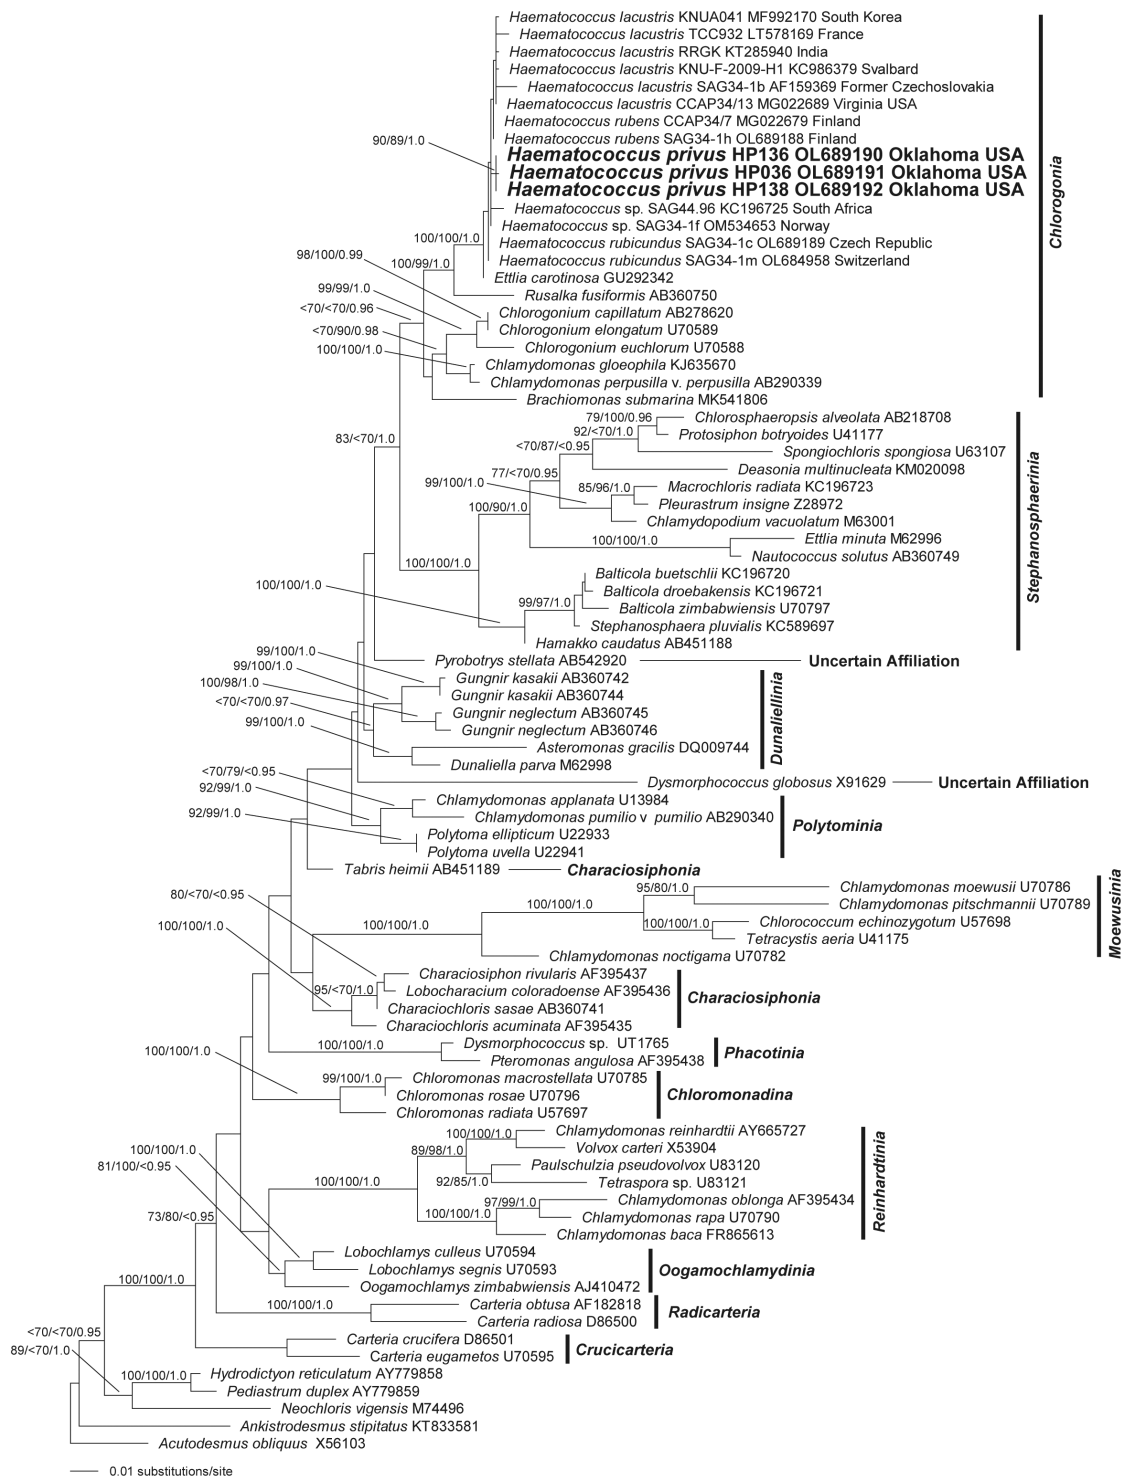 Haematococcus lacustris KNUA041 MF992170 South Korea
Haematococcus lacustris TCC932 LT578169 France
Haematococcus lacustris RRGK KT285940 India
Haematococcus lacustris KNU-F-2009-H1 KC986379 Svalbard
Haematococcus lacustris SAG34-1b AF159369 Former Czechoslovakia
Haematococcus lacustris CCAP34/13 MG022689 Virginia USA
Haematococcus rubens CCAP34/7 MG022679 Finland
Haematococcus rubens SAG34-1h OL689188 Finland
90/89/1.0
Haematococcus privus HP136 OL689190 Oklahoma USA
Haematococcus privus HP036 OL689191 Oklahoma USA
Haematococcus privus HP138 OL689192 Oklahoma USA
Chlorogonia
Haematococcus sp. SAG44.96 KC196725 South Africa
Haematococcus sp. SAG34-1f OM534653 Norway
100/100/1.0
Haematococcus rubicundus SAG34-1c OL689189 Czech Republic
98/100/0.99
100/99/1.0
Haematococcus rubicundus SAG34-1m OL684958 Switzerland
Ettlia carotinosa GU292342
99/99/1.0
Rusalka fusiformis AB360750
<70/<70/0.96
Chlorogonium capillatum AB278620
<70/90/0.98
Chlorogonium elongatum U70589
100/100/1.0
Chlorogonium euchlorum U70588
Chlamydomonas gloeophila KJ635670
Chlamydomonas perpusilla v. perpusilla AB290339
Brachiomonas submarina MK541806
79/100/0.96
Chlorosphaeropsis alveolata AB218708
92/<70/1.0
Protosiphon botryoides U41177
83/<70/1.0
<70/87/<0.95
Spongiochloris spongiosa U63107
77/<70/0.95
Deasonia multinucleata KM020098
99/100/1.0
85/96/1.0
Macrochloris radiata KC196723
100/90/1.0
Pleurastrum insigne Z28972
Chlamydopodium vacuolatum M63001
Stephanosphaerinia
100/100/1.0
Ettlia minuta M62996
Nautococcus solutus AB360749
100/100/1.0
Balticola buetschlii KC196720
100/100/1.0
Balticola droebakensis KC196721
99/97/1.0
Balticola zimbabwiensis U70797
Stephanosphaera pluvialis KC589697
Hamakko caudatus AB451188
99/100/1.0
Pyrobotrys stellata AB542920
Uncertain Affiliation
99/100/1.0
Gungnir kasakii AB360742
100/98/1.0
Gungnir kasakii AB360744
<70/<70/0.97
Gungnir neglectum AB360745
99/100/1.0
Gungnir neglectum AB360746
Dunaliellinia
Asteromonas gracilis DQ009744
Dunaliella parva M62998
<70/79/<0.95
Dysmorphococcus globosus X91629
Uncertain Affiliation
92/99/1.0
Chlamydomonas applanata U13984
92/99/1.0
Chlamydomonas pumilio v pumilio AB290340
Polytominia
Polytoma ellipticum U22933
Polytoma uvella U22941
Tabris heimii AB451189
Characiosiphonia
80/<70/<0.95
95/80/1.0
Chlamydomonas moewusii U70786
Chlamydomonas pitschmannii U70789
Moewusinia
100/100/1.0
100/100/1.0
100/100/1.0
100/100/1.0
Chlorococcum echinozygotum U57698
Tetracystis aeria U41175
Chlamydomonas noctigama U70782
Characiosiphon rivularis AF395437
95/<70/1.0
Lobocharacium coloradoense AF395436
Characiosiphonia
Characiochloris sasae AB360741
Characiochloris acuminata AF395435
100/100/1.0
100/100/1.0
Dysmorphococcus sp. UT1765
Phacotinia
Pteromonas angulosa AF395438
99/100/1.0
Chloromonas macrostellata U70785
Chloromonas rosae U70796
Chloromonadina
Chloromonas radiata U57697
100/100/1.0
Chlamydomonas reinhardtii AY665727
100/100/1.0
89/98/1.0
Volvox carteri X53904
81/100/<0.95
Paulschulzia pseudovolvox U83120
100/100/1.0
92/85/1.0
Tetraspora sp. U83121
Reinhardtinia
97/99/1.0
Chlamydomonas oblonga AF395434
73/80/<0.95
100/100/1.0
Chlamydomonas rapa U70790
Chlamydomonas baca FR865613
Lobochlamys culleus U70594
Lobochlamys segnis U70593
Oogamochlamydinia
100/100/1.0
Oogamochlamys zimbabwiensis AJ410472
100/100/1.0
Carteria obtusa AF182818
Radicarteria
Carteria radiosa D86500
<70/<70/0.95
Carteria crucifera D86501
89/<70/1.0
Carteria eugametos U70595
Crucicarteria
100/100/1.0
Hydrodictyon reticulatum AY779858
Pediastrum duplex AY779859
Neochloris vigensis M74496
Ankistrodesmus stipitatus KT833581
Acutodesmus obliquus X56103
0.01 substitutions/site